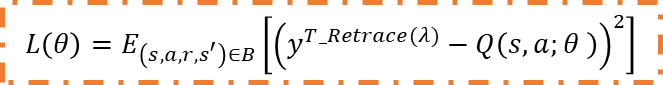 L(θ) = E_{(s,a,r,s′)∈B} [(y^{T_Retrace(λ)} − Q(s, a; θ ))^2]